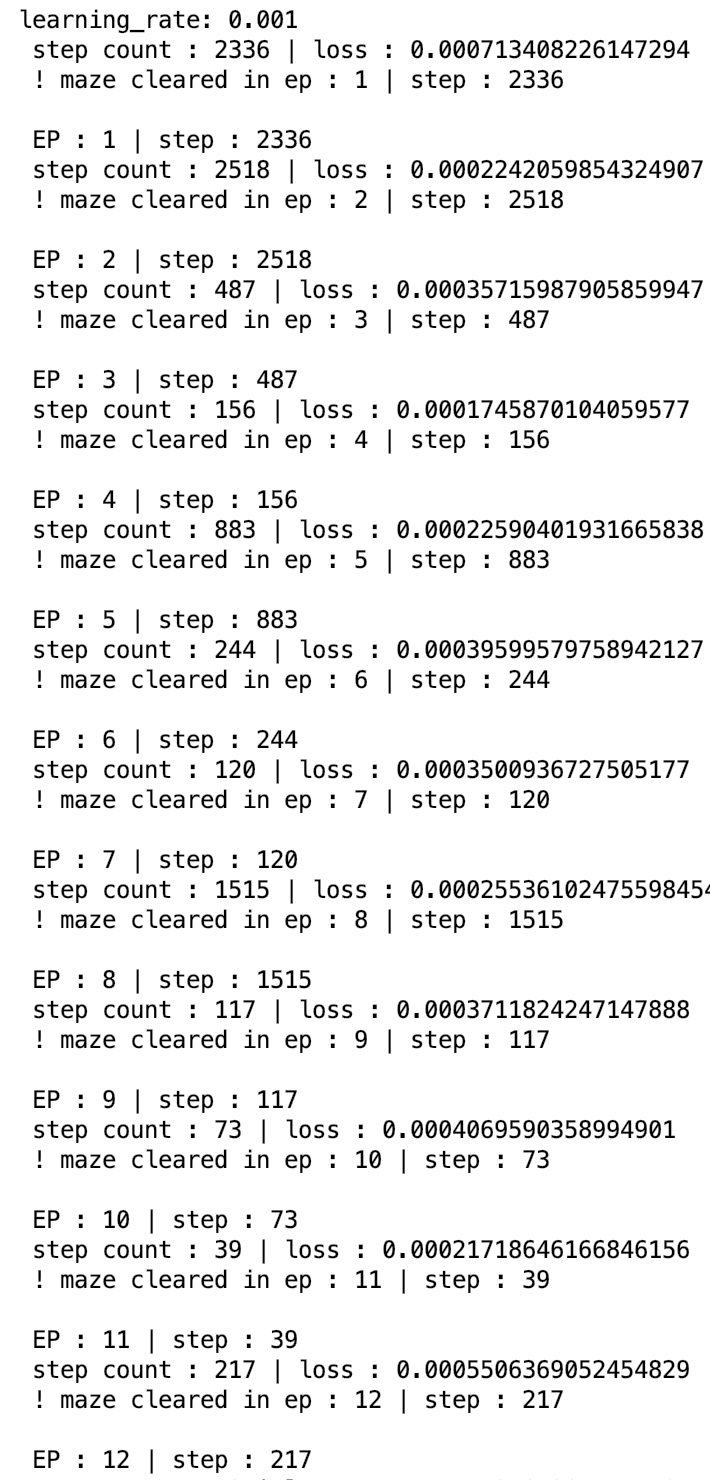 learning_rate: 0.001
step count : 2336 | loss : 0.000713408226147294
! maze cleared in ep : 1 | step : 2336
EP : 1 | step : 2336
step count : 2518 | loss : 0.0002242059854324907
! maze cleared in ep : 2 | step : 2518
EP : 2 | step : 2518
step count : 487 | loss : 0.00035715987905859947
! maze cleared in ep : 3 | step : 487
EP : 3 | step : 487
step count : 156 | loss : 0.0001745870104059577
! maze cleared in ep : 4 | step : 156
EP : 4 | step : 156
step count : 883 | loss : 0.00022590401931665838
! maze cleared in ep : 5 | step : 883
EP : 5 | step : 883
step count : 244 | loss : 0.00039599579758942127
! maze cleared in ep : 6 | step : 244
EP : 6 | step : 244
step count : 120 | loss : 0.0003500936727505177
! maze cleared in ep : 7 | step : 120
EP : 7 | step : 120
step count : 1515 | loss : 0.00025536102475598454
! maze cleared in ep : 8 | step : 1515
EP : 8 | step : 1515
step count : 117 | loss : 0.0003711824247147888
! maze cleared in ep : 9 | step : 117
EP : 9 | step : 117
step count : 73 | loss : 0.0004069590358994901
! maze cleared in ep : 10 | step : 73
EP : 10 | step : 73
step count : 39 | loss : 0.00021718646166846156
! maze cleared in ep : 11 | step : 39
EP : 11 | step : 39
step count : 217 | loss : 0.0005506369052454829
! maze cleared in ep : 12 | step : 217
EP : 12 | step : 217